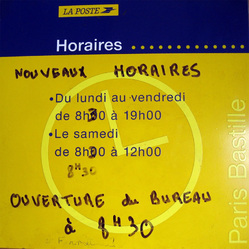 LA POSTE
Horaires
NOUVEAUX HORAIRES
•Du lundi au vendredi
de 8h30 à 19h00
•Le samedi
de 8h30 à 12h00
8H30
OUVERTURE du BUREAU
à 8H30
Paris Bastille